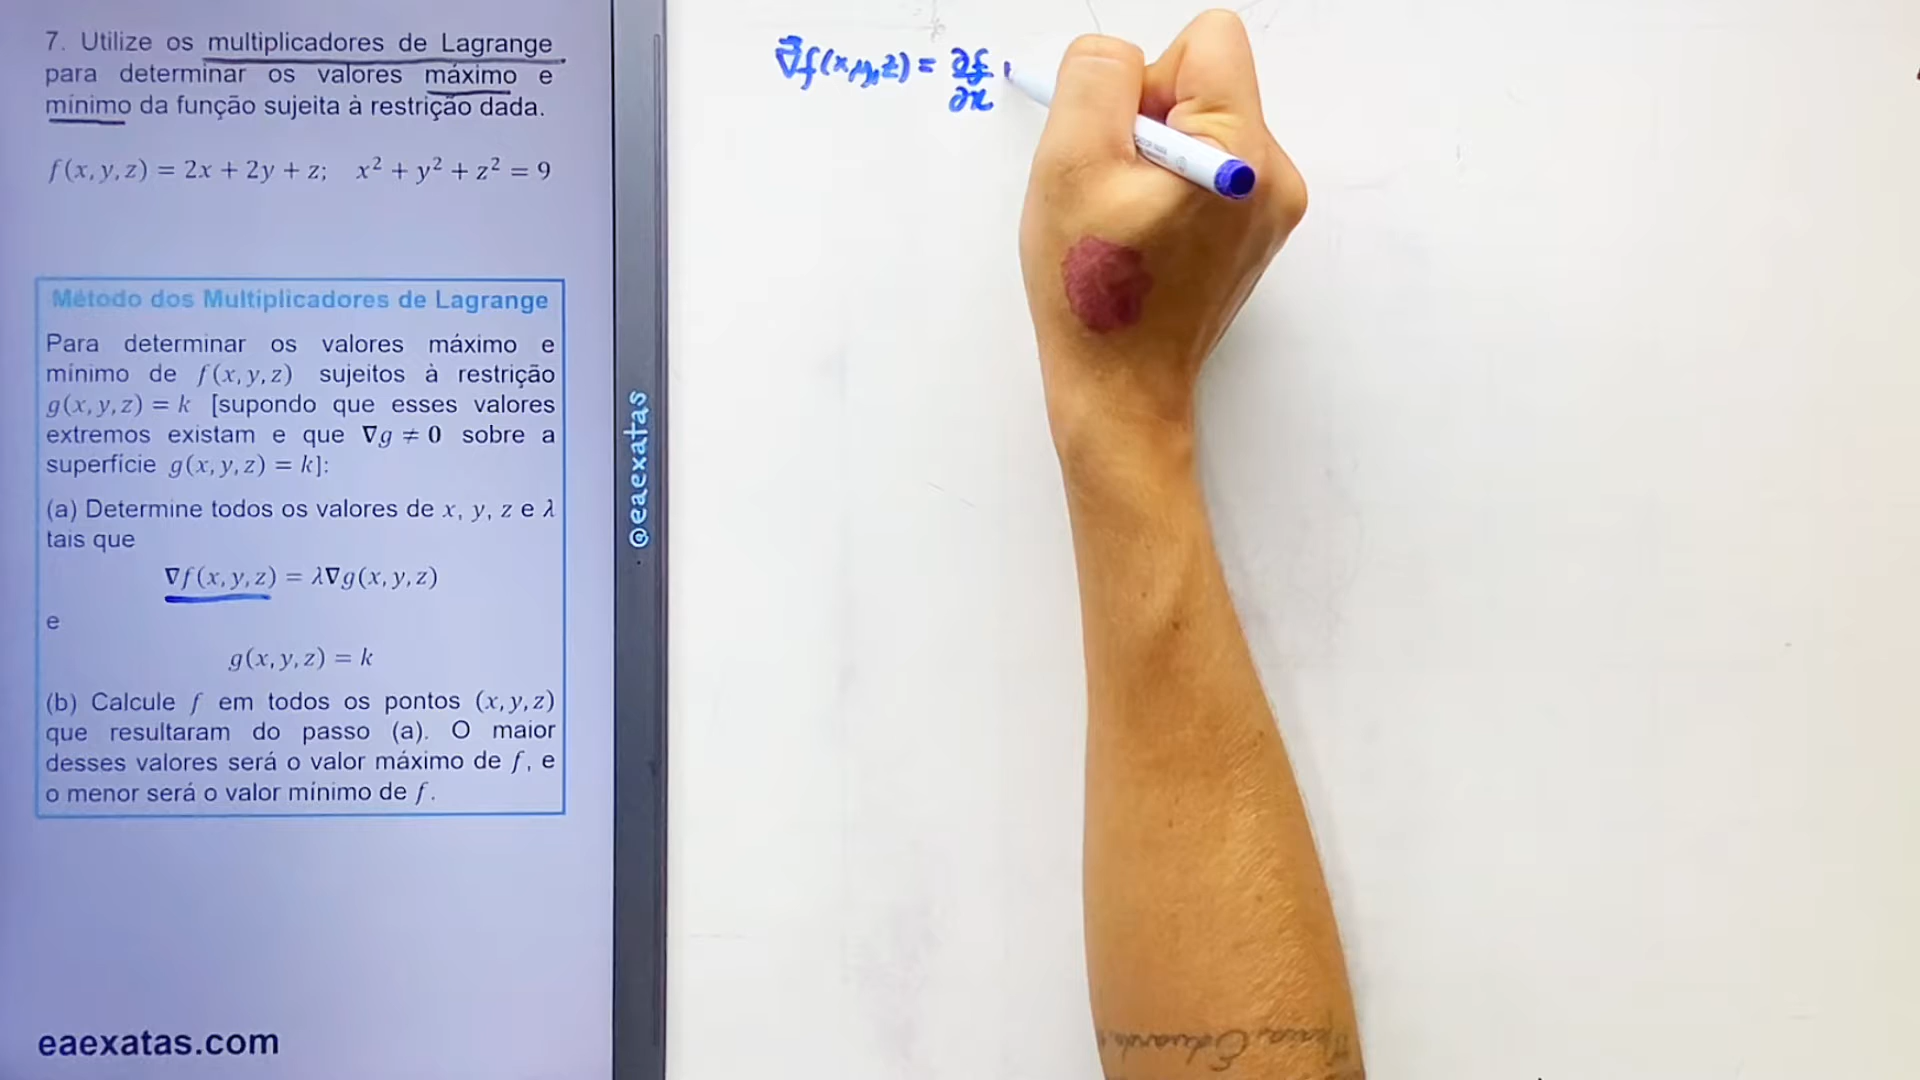 7. Utilize os multiplicadores de Lagrange
para determinar os valores máximo e
mínimo da função sujeita à restrição dada.
f(x, y, z) = 2x + 2y + z; x² + y² + z² = 9
Método dos Multiplicadores de Lagrange
Para determinar os valores máximo e
mínimo de f(x, y, z) sujeitos à restrição
g(x, y, z) = k [supondo que esses valores
extremos existam e que ∇g ≠ 0 sobre a
superfície g(x, y, z) = k]:
(a) Determine todos os valores de x, y, z e λ
tais que
∇f(x, y, z) = λ∇g(x, y, z)
e
g(x, y, z) = k
(b) Calcule f em todos os pontos (x, y, z)
que resultaram do passo (a). O maior
desses valores será o valor máximo de f, e
o menor será o valor mínimo de f.
eaexatas.com
@eaexatas
∇f(x,y,z) = ∂f/∂x
Eduardo